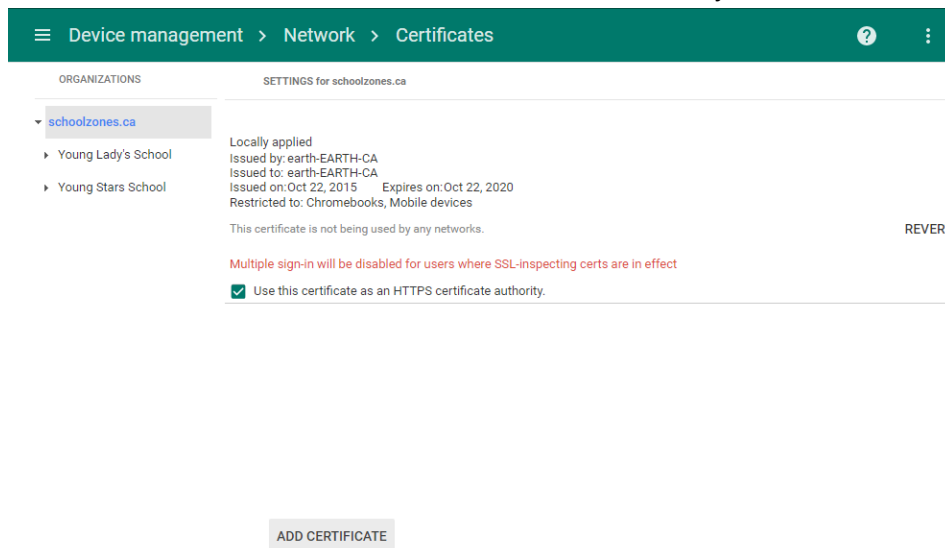 Device management > Network > Certificates
ORGANIZATIONS
SETTINGS for schoolzones.ca
schoolzones.ca
Young Lady's School
Young Stars School
Locally applied
Issued by: earth-EARTH-CA
Issued to: earth-EARTH-CA
Issued on:Oct 22, 2015 Expires on:Oct 22, 2020
Restricted to: Chromebooks, Mobile devices
This certificate is not being used by any networks.
REVER
Multiple sign-in will be disabled for users where SSL-inspecting certs are in effect
Use this certificate as an HTTPS certificate authority.
ADD CERTIFICATE